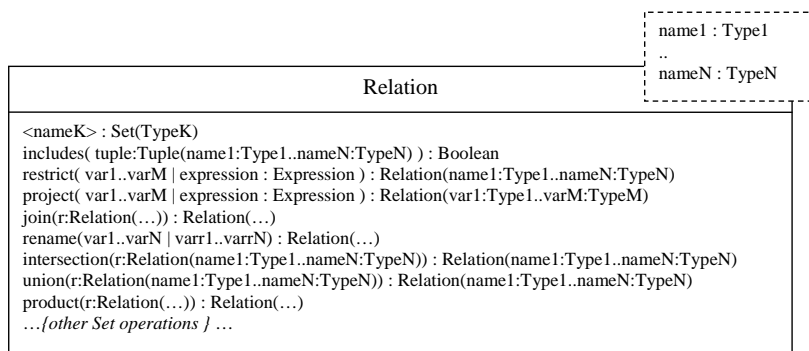 name1 : Type1
..
nameN : TypeN
Relation
<nameK> : Set(TypeK)
includes( tuple:Tuple(name1:Type1..nameN:TypeN) ) : Boolean
restrict( var1..varM | expression : Expression ) : Relation(name1:Type1..nameN:TypeN)
project( var1..varM | expression : Expression ) : Relation(var1:Type1..varM:TypeM)
join(r:Relation(…)) : Relation(…)
rename(var1..varN | varr1..varrN) : Relation(…)
intersection(r:Relation(name1:Type1..nameN:TypeN)) : Relation(name1:Type1..nameN:TypeN)
union(r:Relation(name1:Type1..nameN:TypeN)) : Relation(name1:Type1..nameN:TypeN)
product(r:Relation(…)) : Relation(…)
…{other Set operations } …